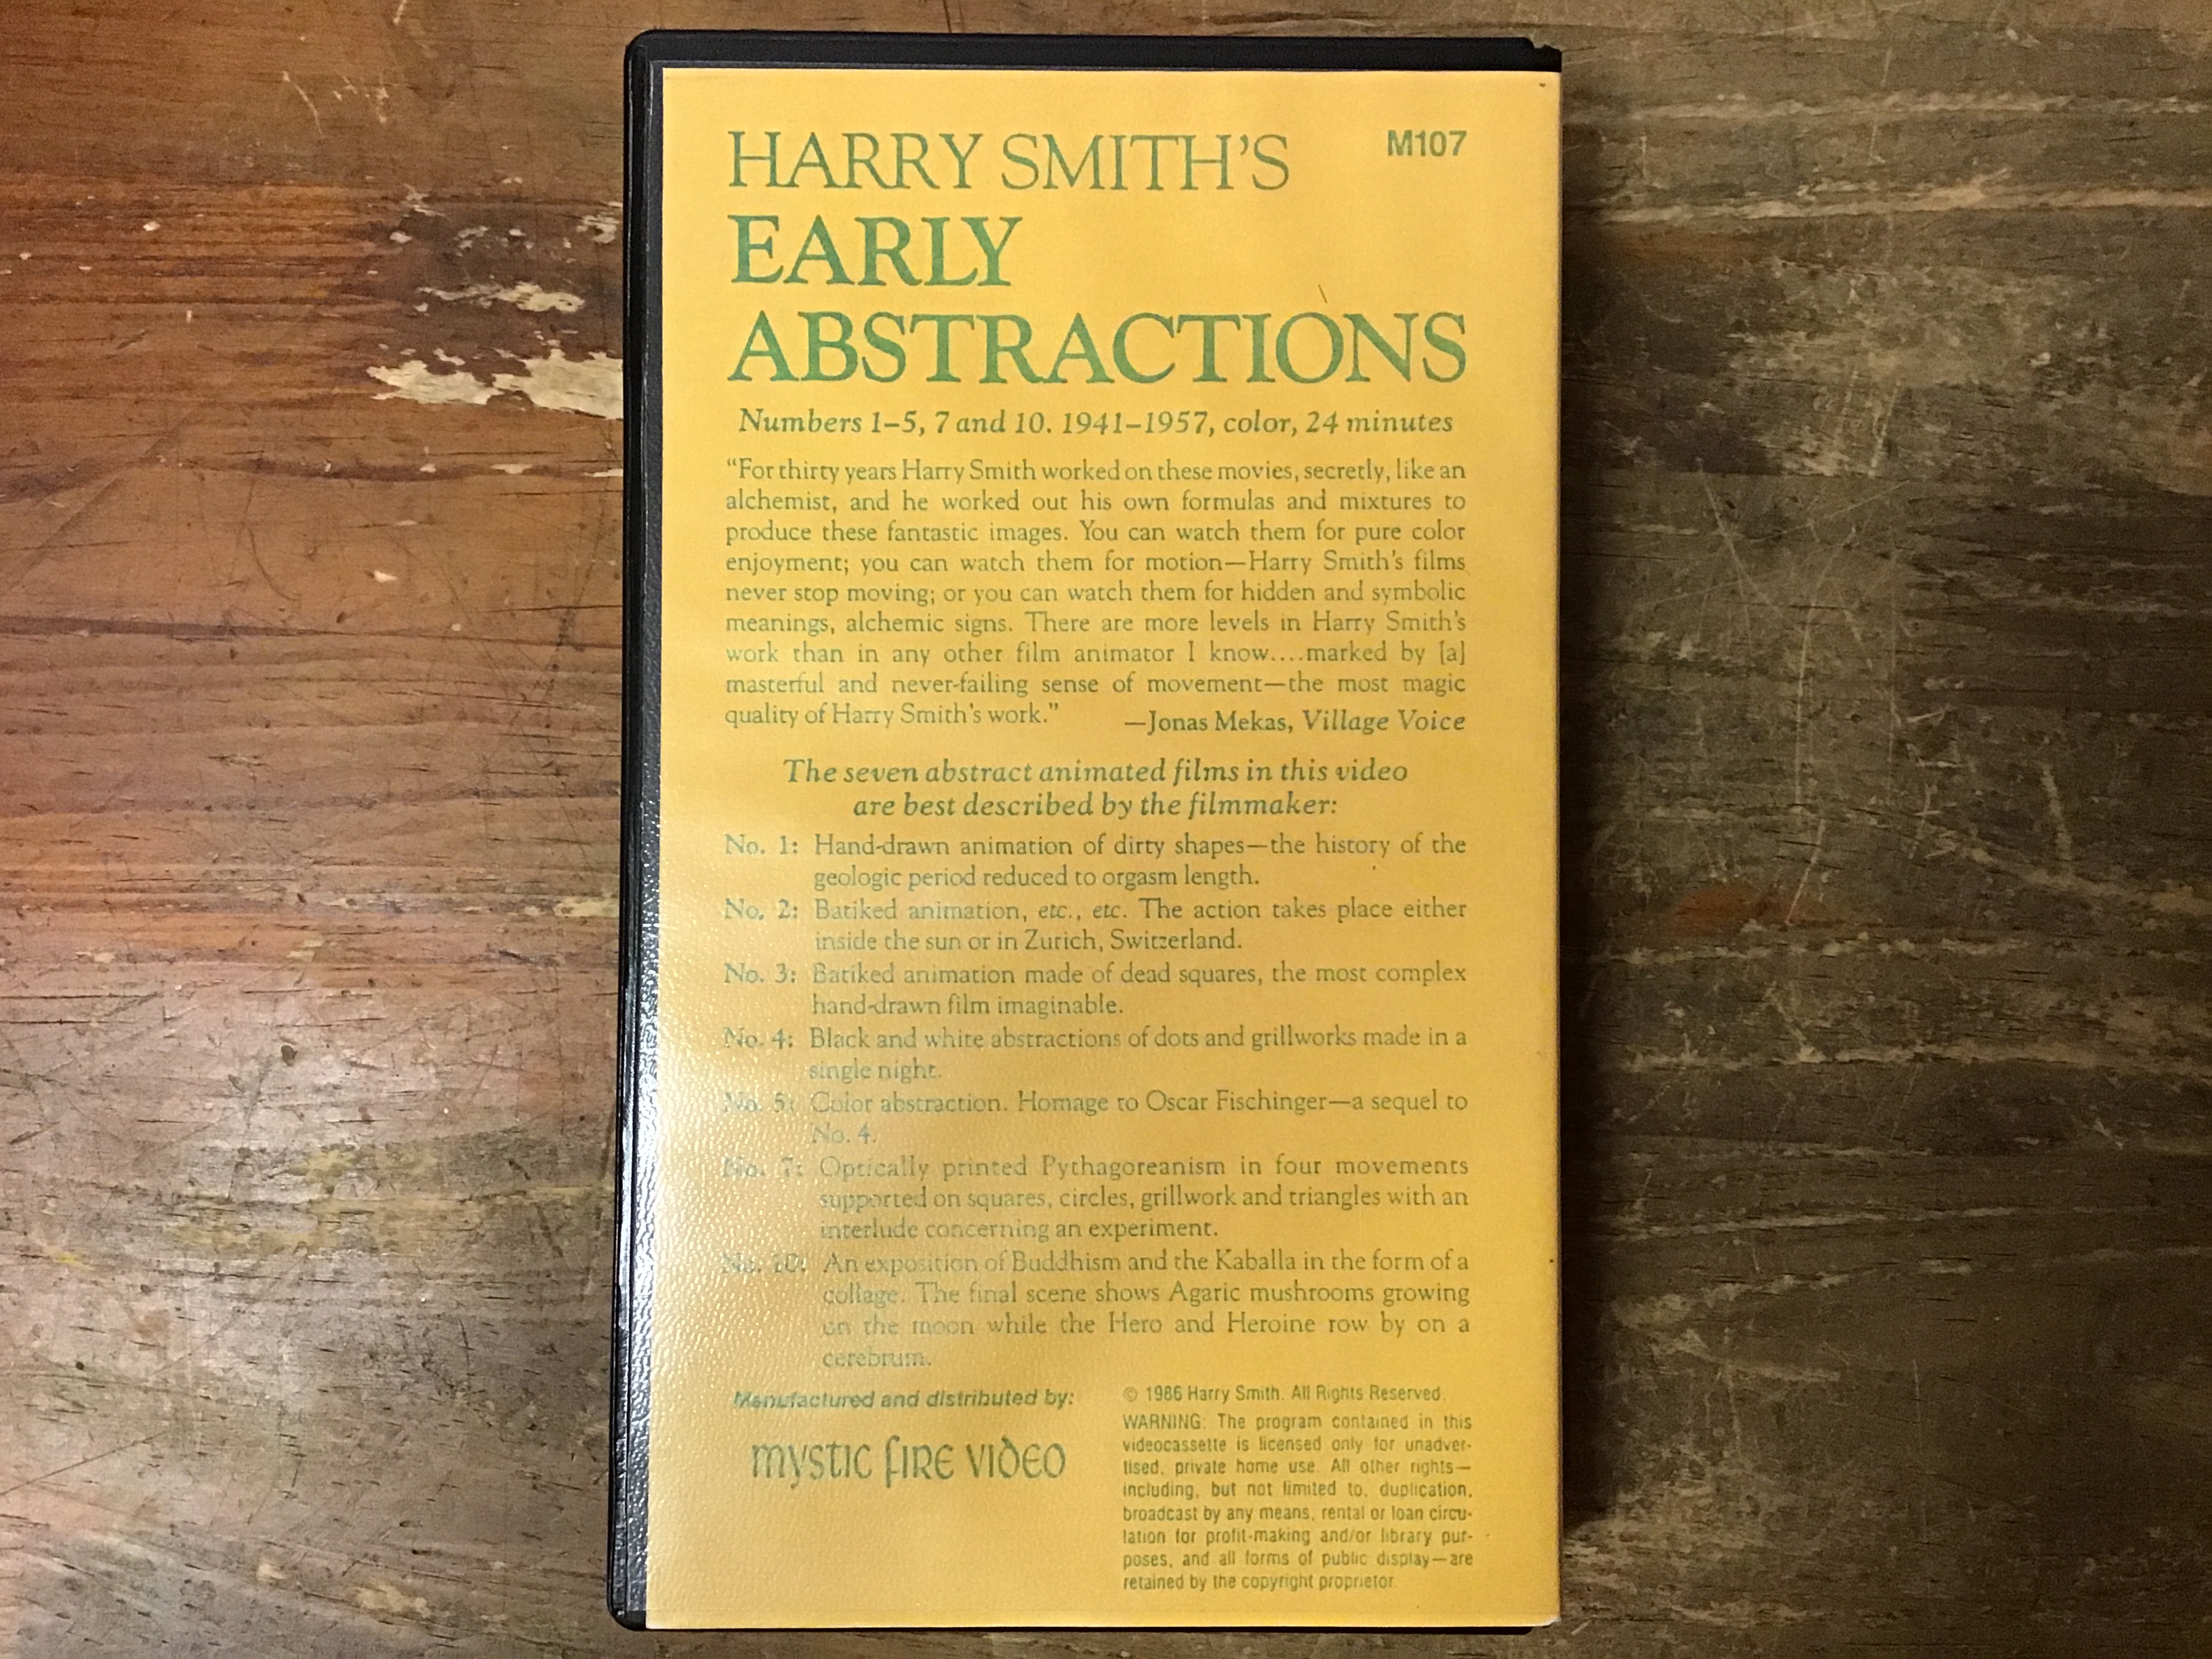 HARRY SMITH'S M107
EARLY
ABSTRACTIONS
Numbers 1–5, 7 and 10. 1941–1957, color, 24 minutes
“For thirty years Harry Smith worked on these movies, secretly, like an
alchemist, and he worked out his own formulas and mixtures to
produce these fantastic images. You can watch them for pure color
enjoyment; you can watch them for motion—Harry Smith's films
never stop moving; or you can watch them for hidden and symbolic
meanings, alchemic signs. There are more levels in Harry Smith's
work than in any other film animator I know....marked by [a]
masterful and never-failing sense of movement—the most magic
quality of Harry Smith's work.”
—Jonas Mekas, Village Voice
The seven abstract animated films in this video
are best described by the filmmaker:
No. 1: Hand-drawn animation of dirty shapes—the history of the
geologic period reduced to orgasm length.
No. 2: Batiked animation, etc., etc. The action takes place either
inside the sun or in Zurich, Switzerland.
No. 3: Batiked animation made of dead squares, the most complex
hand-drawn film imaginable.
No. 4: Black and white abstractions of dots and grillworks made in a
single night.
No. 5: Color abstraction. Homage to Oscar Fischinger—a sequel to
No. 4.
No. 7: Optically printed Pythagoreanism in four movements
supported on squares, circles, grillwork and triangles with an
interlude concerning an experiment.
No. 10: An exposition of Buddhism and the Kaballa in the form of a
collage. The final scene shows Agaric mushrooms growing
on the moon while the Hero and Heroine row by on a
cerebrum.
Manufactured and distributed by:
mystic fire video
© 1986 Harry Smith. All Rights Reserved.
WARNING: The program contained in this
videocassette is licensed only for unadver-
tised, private home use. All other rights—
including, but not limited to, duplication,
broadcast by any means, rental or loan circu-
lation for profit-making and/or library pur-
poses, and all forms of public display—are
retained by the copyright proprietor.